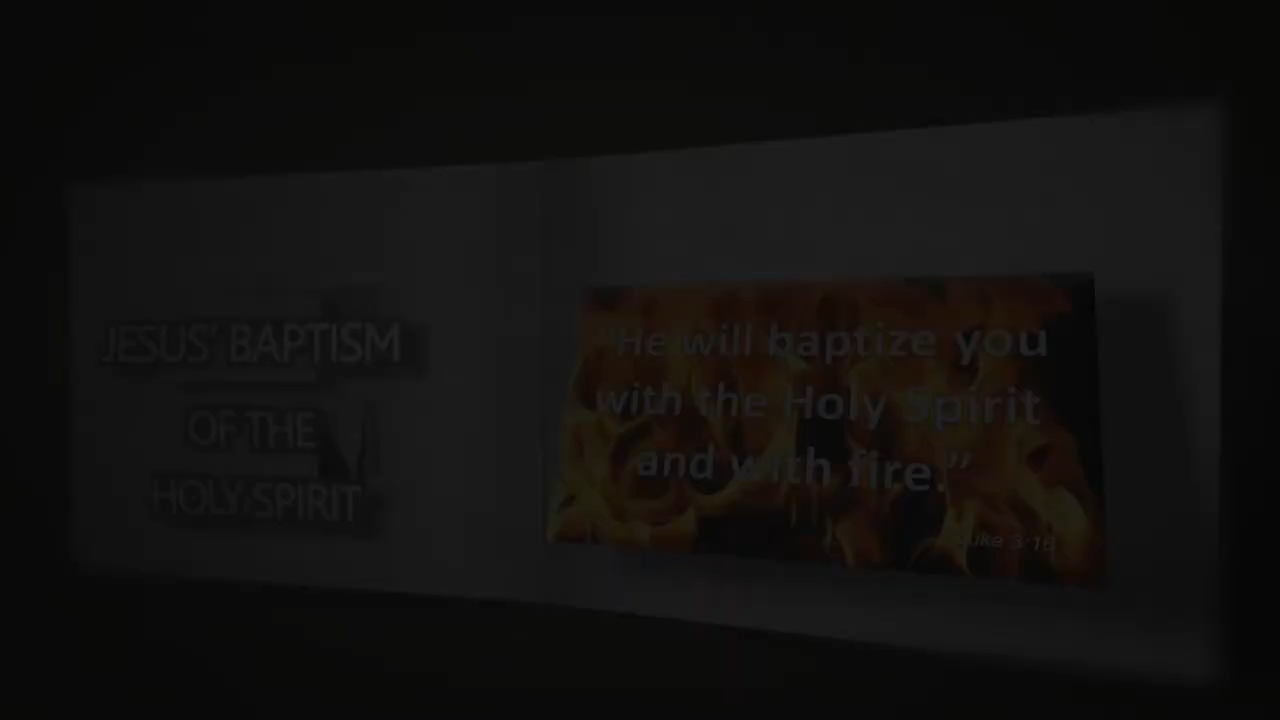 JESUS' BAPTISM
OF THE
HOLY SPIRIT
"He will baptize you
with the Holy Spirit
and with fire."
Luke 3:16